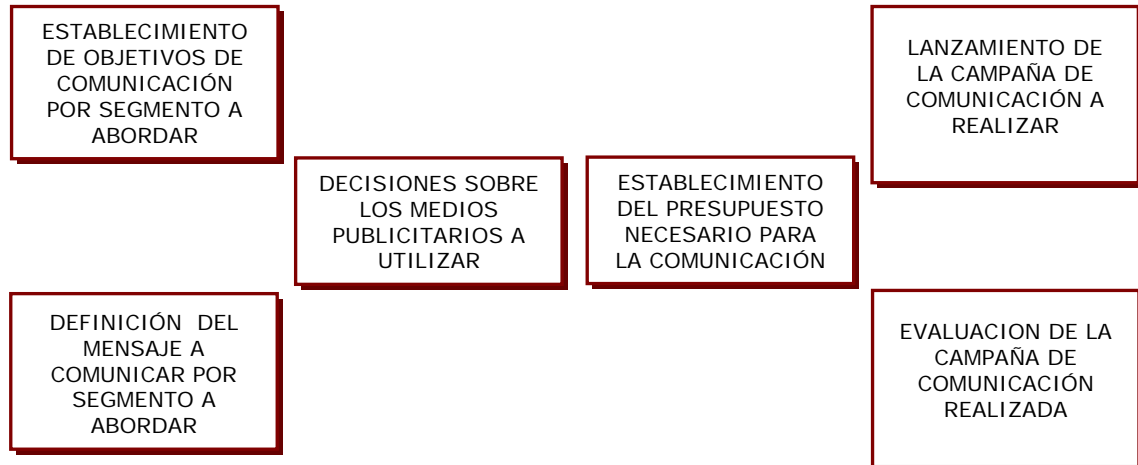 ESTABLECIMIENTO
DE OBJETIVOS DE
COMUNICACIÓN
POR SEGMENTO A
ABORDAR
DEFINICIÓN DEL
MENSAJE A
COMUNICAR POR
SEGMENTO A
ABORDAR
DECISIONES SOBRE
LOS MEDIOS
PUBLICITARIOS A
UTILIZAR
ESTABLECIMIENTO
DEL PRESUPUESTO
NECESARIO PARA
LA COMUNICACIÓN
LANZAMIENTO DE
LA CAMPAÑA DE
COMUNICACIÓN A
REALIZAR
EVALUACION DE LA
CAMPAÑA DE
COMUNICACIÓN
REALIZADA